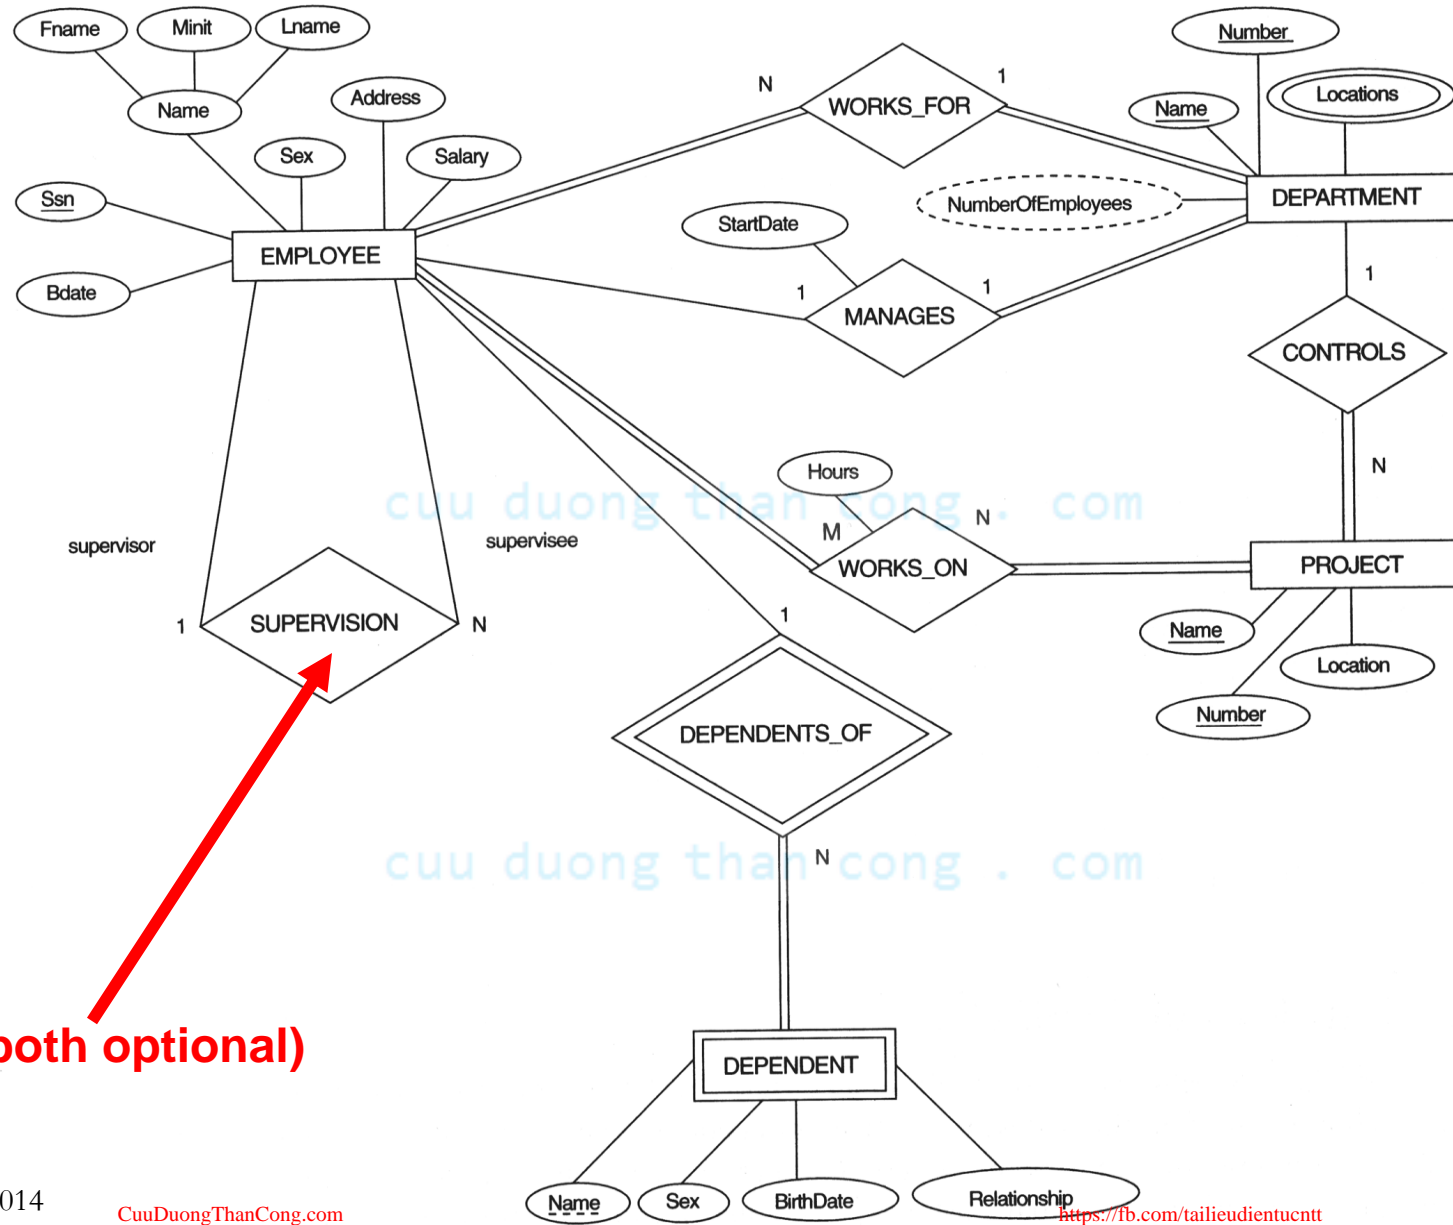 Fname
Minit
Lname
Number
Name
Address
WORKS_FOR
N
1
Locations
Name
Sex
Salary
Ssn
NumberOfEmployees
DEPARTMENT
StartDate
EMPLOYEE
Bdate
1
MANAGES
1
1
CONTROLS
Hours
N
cuu duong than cong . com
M
N
supervisor
supervisee
WORKS_ON
PROJECT
1
SUPERVISION
N
1
Name
Location
Number
DEPENDENTS_OF
N
cuu duong than cong . com
both optional)
DEPENDENT
Name
Sex
BirthDate
Relationship
014
CuuDuongThanCong.com
https://fb.com/tailieudientucntt